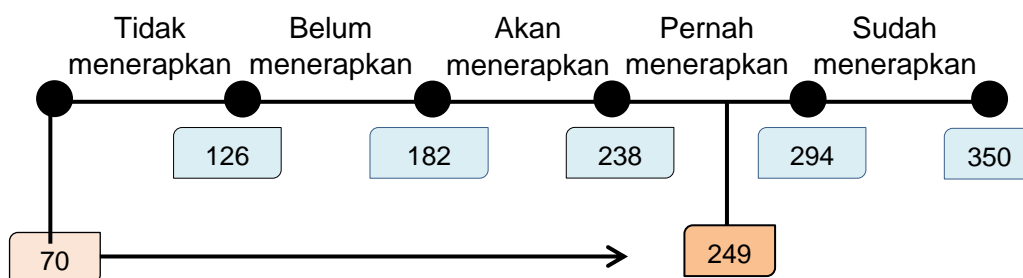 Tidak menerapkan
Belum menerapkan
Akan menerapkan
Pernah menerapkan
Sudah menerapkan
126
182
238
294
350
70
249